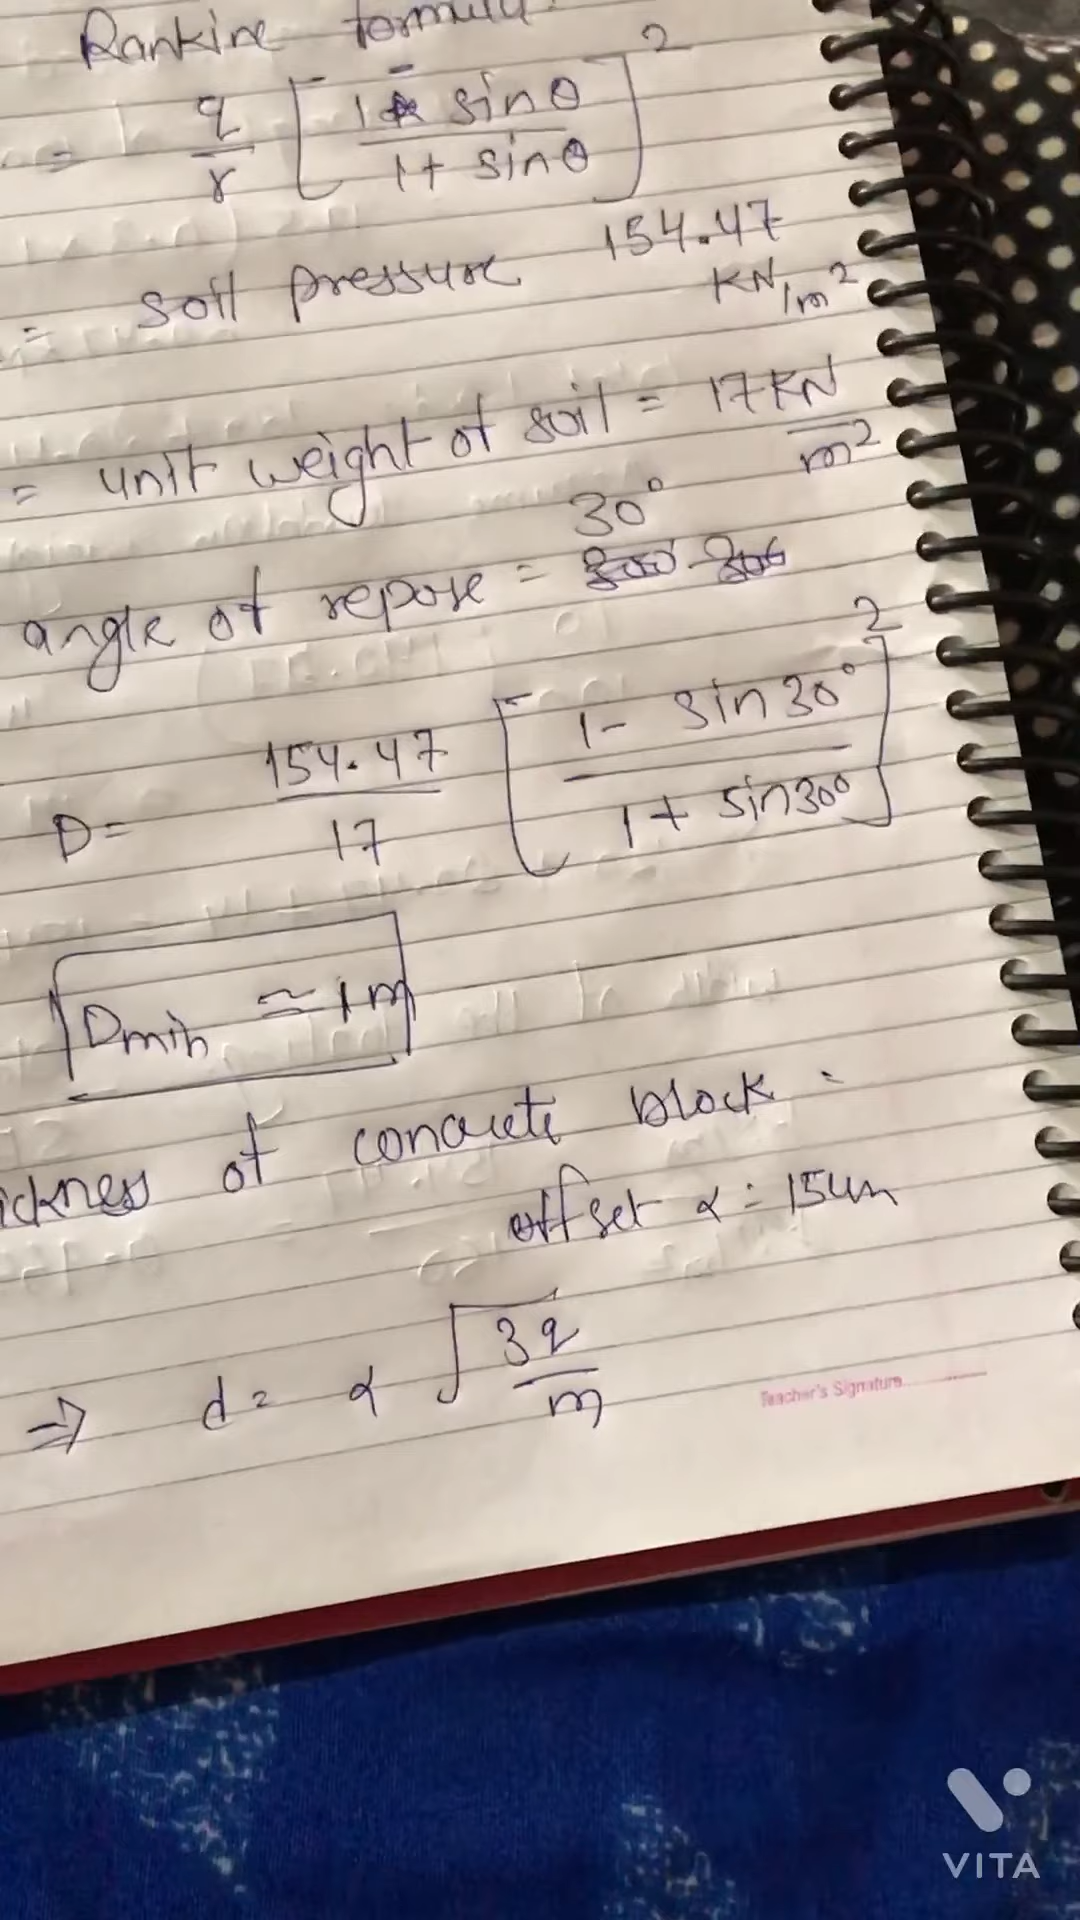 Rankine formula
= q/r [ 1 - sinθ / 1 + sinθ ]²
= soil pressure 154.47 KN/m²
= unit weight of soil = 17 KN/m²
30°
angle of repose =
D = 154.47/17 [ 1 - sin30° / 1 + sin30° ]²
Dmin ≈ 1m
ickness of concrete block =
offset α = 15cm
⇒ d = α √(3q/m)
Teacher's Signature
VITA